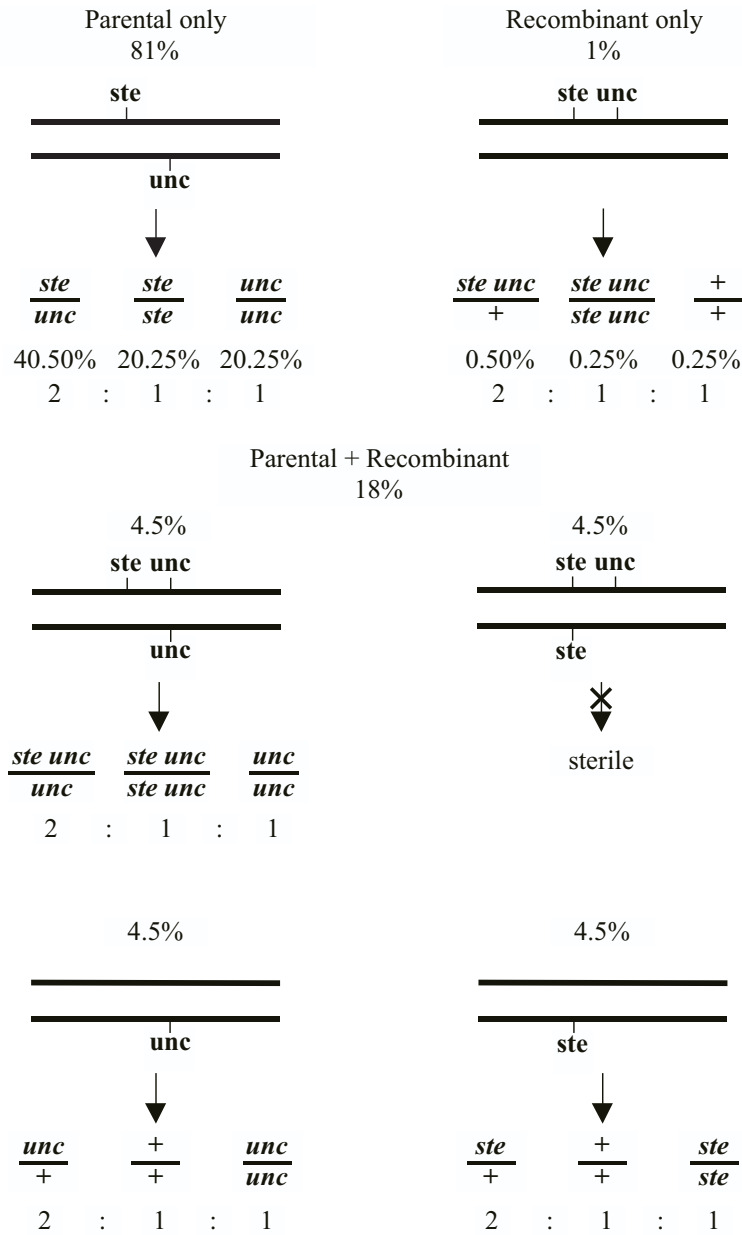 Parental only
81%
ste
unc
ste
unc
ste
ste
unc
unc
40.50% 20.25% 20.25%
2 : 1 : 1
Recombinant only
1%
ste unc
ste unc
+
ste unc
ste unc
+
+
0.50% 0.25% 0.25%
2 : 1 : 1
Parental + Recombinant
18%
4.5%
ste unc
unc
ste unc
unc
ste unc
ste unc
unc
unc
2 : 1 : 1
4.5%
ste unc
ste
sterile
4.5%
unc
unc
+
+
+
unc
unc
2 : 1 : 1
4.5%
ste
ste
+
+
+
ste
ste
2 : 1 : 1